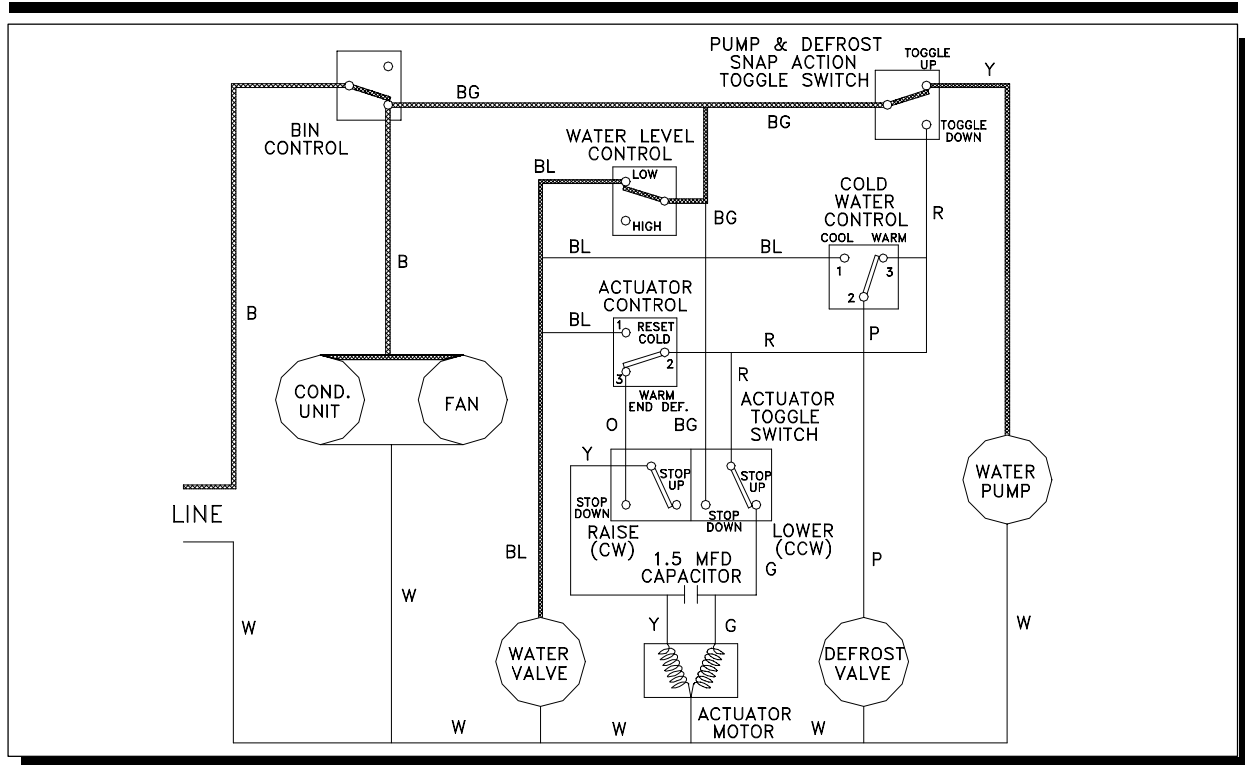 PUMP & DEFROST
SNAP ACTION
TOGGLE SWITCH
TOGGLE
UP
Y
BG
BG
TOGGLE
DOWN
BIN
CONTROL
WATER LEVEL
CONTROL
BL
LOW
HIGH
BG
COLD
WATER
CONTROL
R
COOL
WARM
BL
BL
1
3
2
B
B
ACTUATOR
CONTROL
BL
1
RESET
COLD
2
3
WARM
END DEF.
R
P
R
COND.
UNIT
FAN
O
BG
ACTUATOR
TOGGLE
SWITCH
Y
STOP
UP
STOP
UP
STOP
DOWN
STOP
DOWN
RAISE
(CW)
LOWER
(CCW)
WATER
PUMP
LINE
BL
1.5 MFD
CAPACITOR
G
P
W
W
Y
G
W
WATER
VALVE
DEFROST
VALVE
ACTUATOR
MOTOR
W
W
W